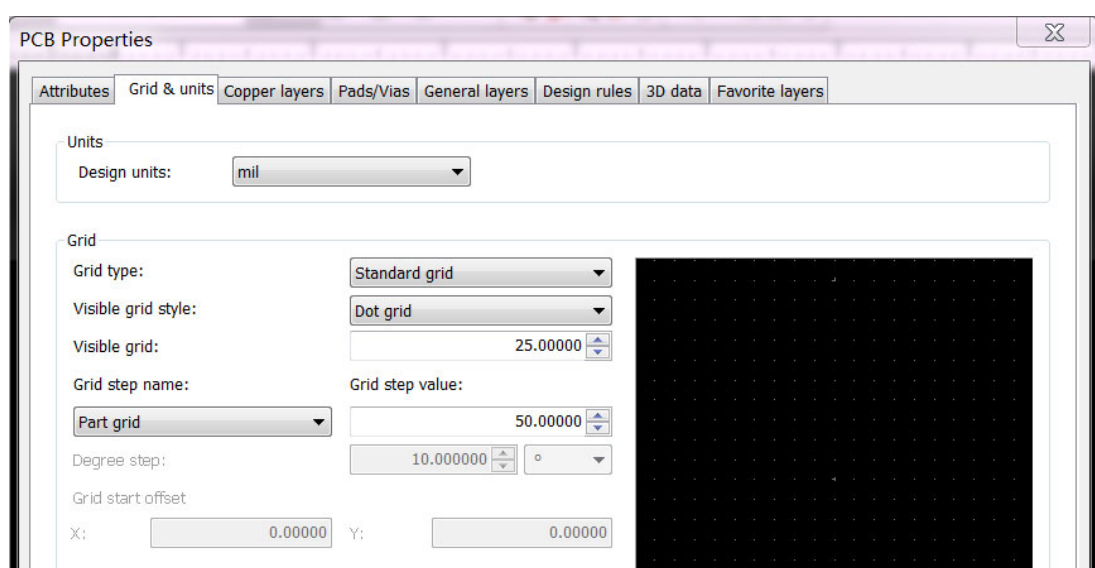 PCB Properties
Attributes Grid & units Copper layers Pads/Vias General layers Design rules 3D data Favorite layers
Units
Design units: mil
Grid
Grid type: Standard grid
Visible grid style: Dot grid
Visible grid: 25.00000
Grid step name: Grid step value:
Part grid 50.00000
Degree step: 10.000000 °
Grid start offset
X: 0.00000 Y: 0.00000